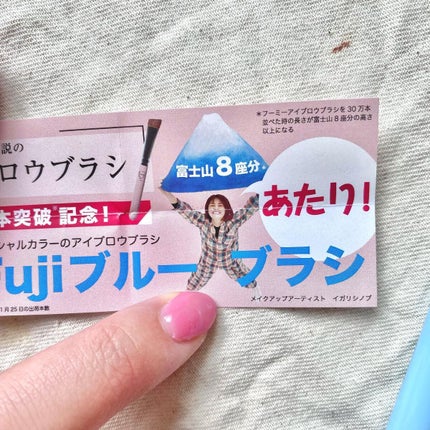 説の
ロウブラシ
*フーミーアイブロウブラシを30万本
並べた時の長さが富士山8座分の高さ
以上になる
富士山8座分*
あたり!
本突破*記念!
シャルカラーのアイブロウブラシ
Fujiブルーブラシ
月25日の出荷本数
メイクアップアーティスト イガリシノブ